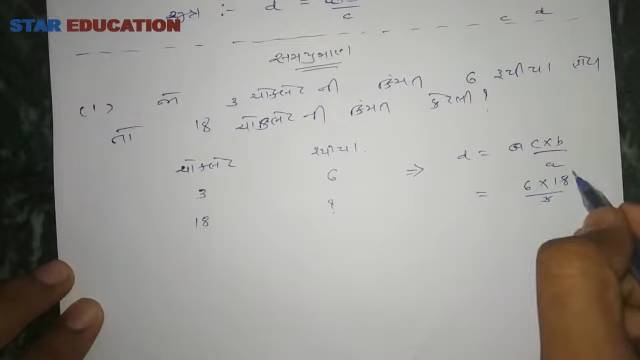 STAR EDUCATION
સૂત્ર :- d =
c
c d
સમપ્રમાણ
(1) જો 3 ચોકલેટ ની કિંમત 6 રૂપીયા હોય
તો 18 ચોકલેટ ની કિંમત કેટલી ?
ચોકલેટ રૂપીયા
3 6
18 ?
⇒ d = c×b / a
= 6 × 18 /